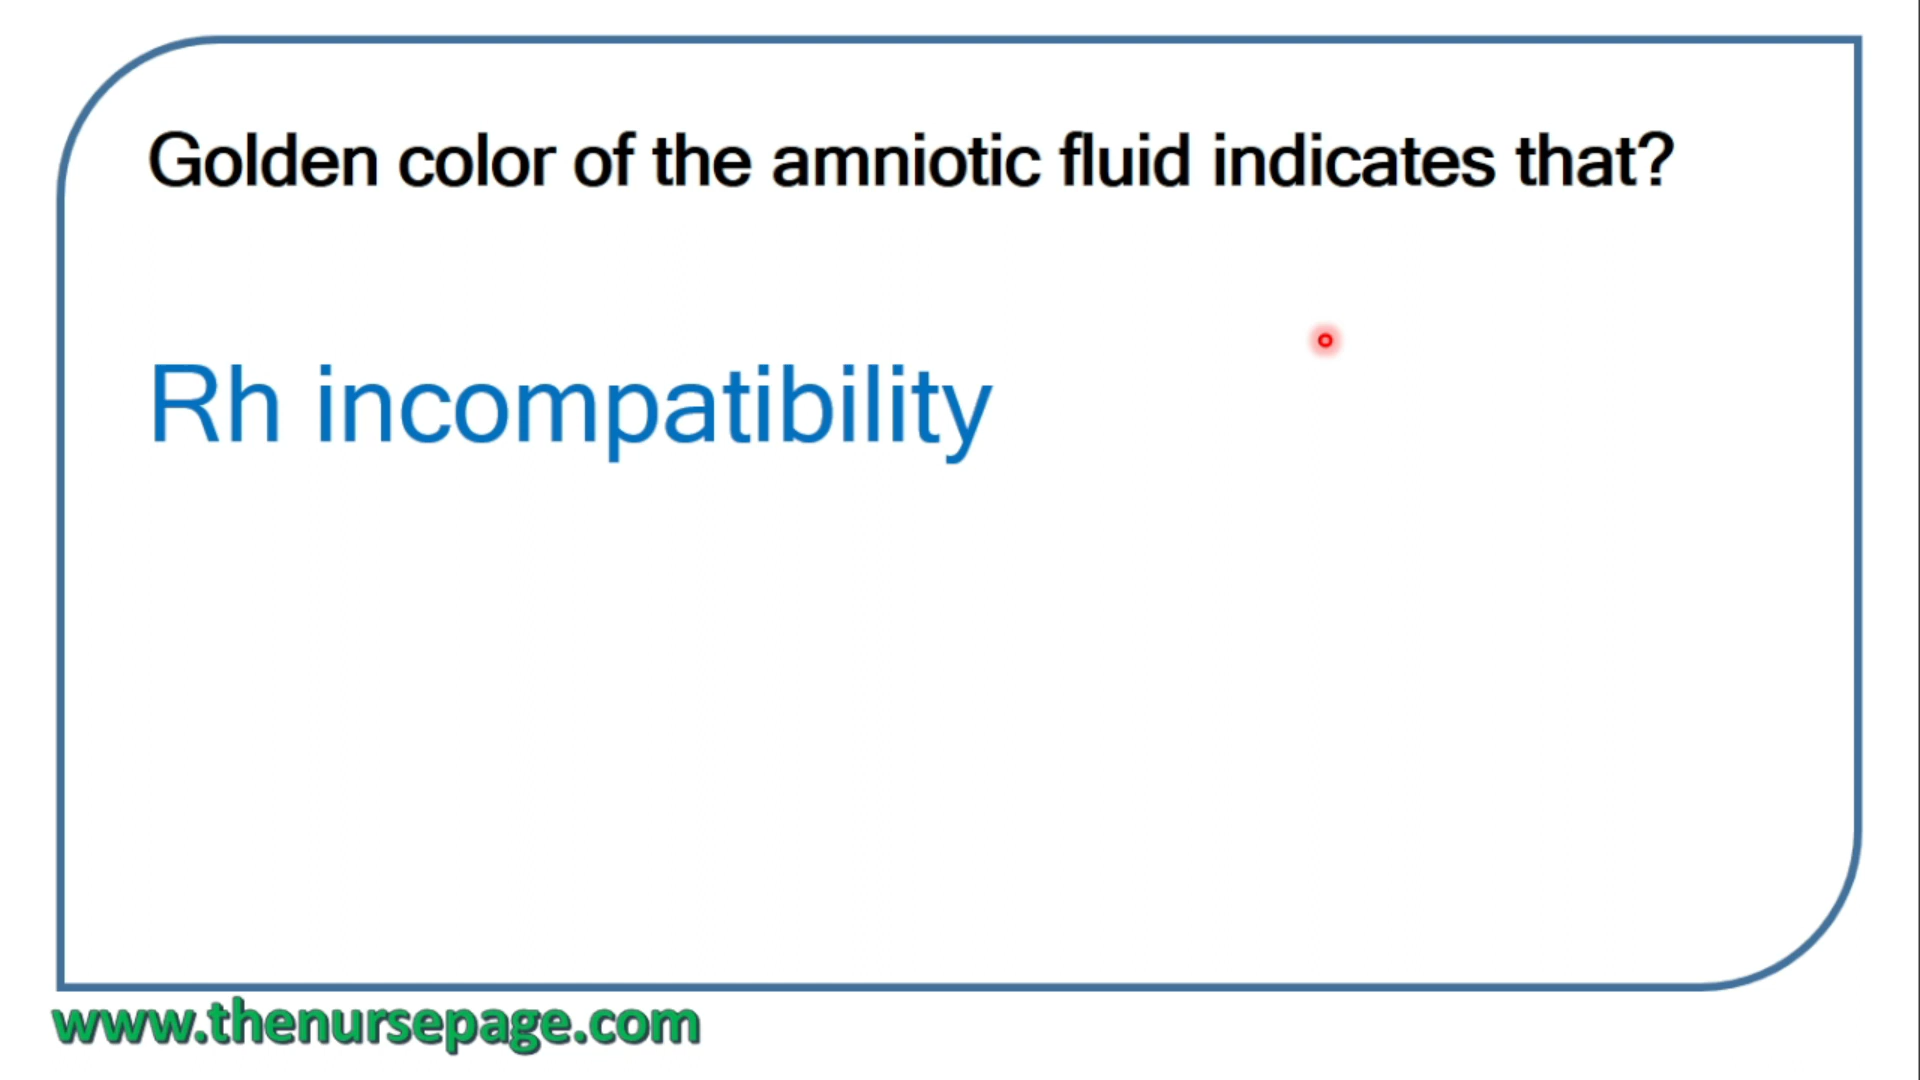 Golden color of the amniotic fluid indicates that?
Rh incompatibility
www.thenursepage.com